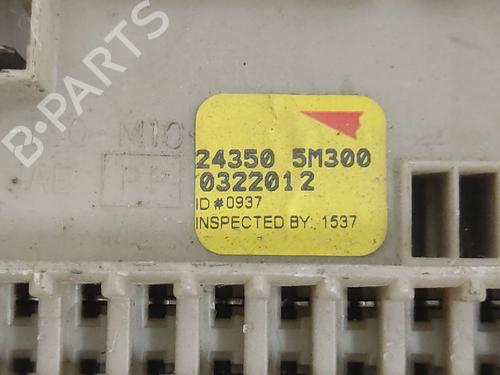 B-PARTS
M10
PP
24350 5M300
0322012
ID#0937
INSPECTED BY: 1537